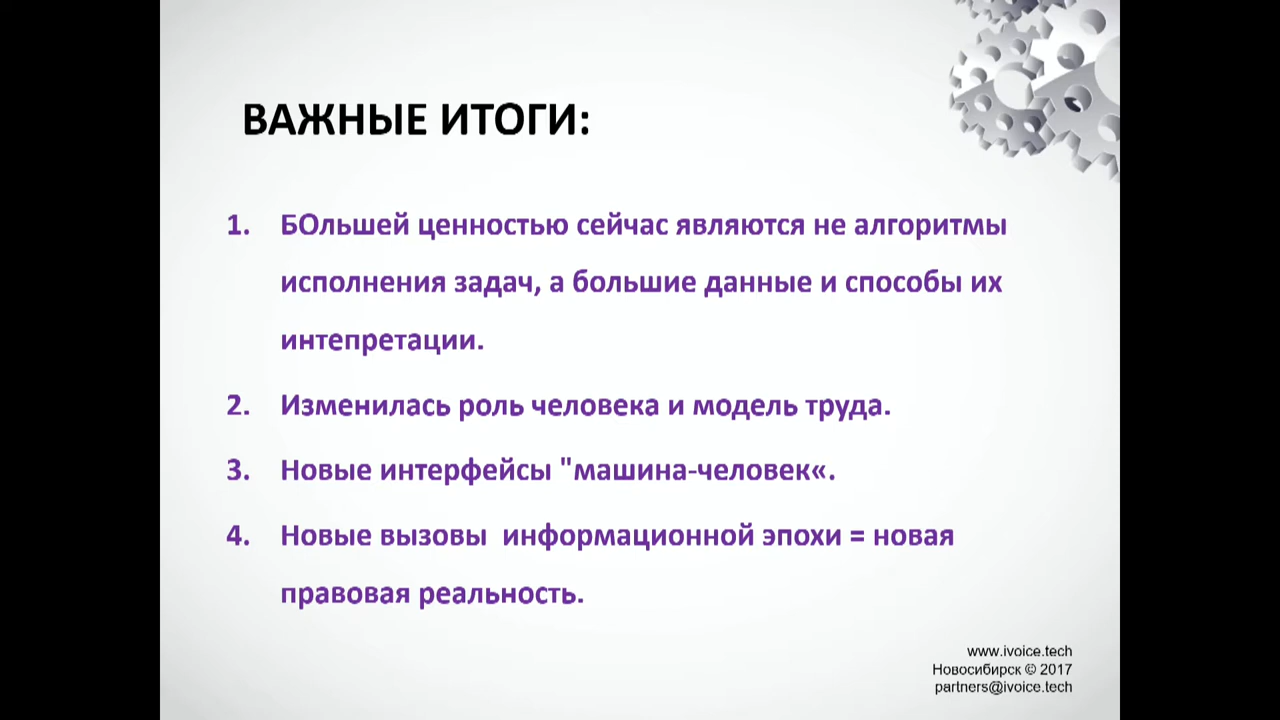 ВАЖНЫЕ ИТОГИ:
1. БОльшей ценностью сейчас являются не алгоритмы
исполнения задач, а большие данные и способы их
интепретации.
2. Изменилась роль человека и модель труда.
3. Новые интерфейсы "машина-человек«.
4. Новые вызовы  информационной эпохи = новая
правовая реальность.
www.ivoice.tech
Новосибирск © 2017
partners@ivoice.tech